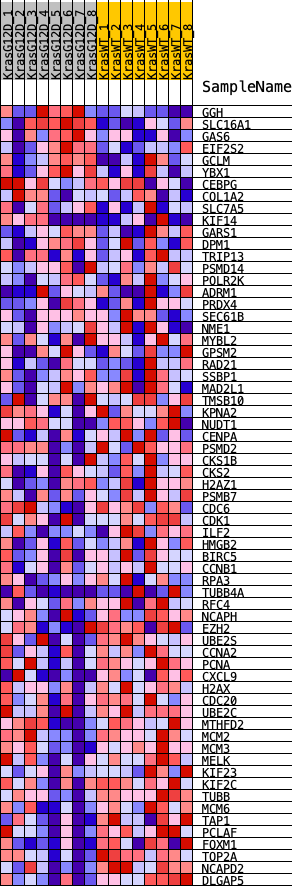 KrasG12D_1
KrasG12D_2
KrasG12D_3
KrasG12D_4
KrasG12D_5
KrasG12D_6
KrasG12D_7
KrasG12D_8
KrasWT_1
KrasWT_2
KrasWT_3
KrasWT_4
KrasWT_5
KrasWT_6
KrasWT_7
KrasWT_8
SampleName
GGH
SLC16A1
GAS6
EIF2S2
GCLM
YBX1
CEBPG
COL1A2
SLC7A5
KIF14
GARS1
DPM1
TRIP13
PSMD14
POLR2K
ADRM1
PRDX4
SEC61B
NME1
MYBL2
GPSM2
RAD21
SSBP1
MAD2L1
TMSB10
KPNA2
NUDT1
CENPA
PSMD2
CKS1B
CKS2
H2AZ1
PSMB7
CDC6
CDK1
ILF2
HMGB2
BIRC5
CCNB1
RPA3
TUBB4A
RFC4
NCAPH
EZH2
UBE2S
CCNA2
PCNA
CXCL9
H2AX
CDC20
UBE2C
MTHFD2
MCM2
MCM3
MELK
KIF23
KIF2C
TUBB
MCM6
TAP1
PCLAF
FOXM1
TOP2A
NCAPD2
DLGAP5